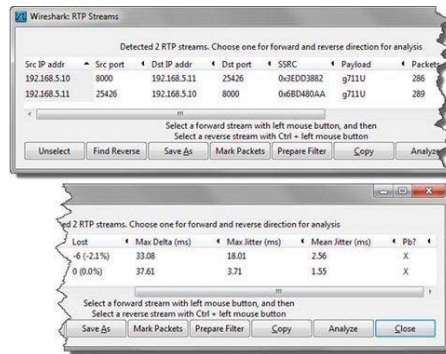 Wireshark: RTP Streams
Detected 2 RTP streams. Choose one for forward and reverse direction for analysis
Src IP addr Src port Dst IP addr Dst port SSRC Payload Packets
192.168.5.10 8000 192.168.5.11 25426 0x3EDD3882 g711U 286
192.168.5.11 25426 192.168.5.10 8000 0x6BD480AA g711U 289
Select a forward stream with left mouse button, and then
Select a reverse stream with Ctrl + left mouse button
Unselect Find Reverse Save As Mark Packets Prepare Filter Copy Analyze
2 RTP streams. Choose one for forward and reverse direction for analysis
Lost Max Delta (ms) Max Jitter (ms) Mean Jitter (ms) Pb?
-6 (-2.1%) 33.08 18.01 2.56 X
0 (0.0%) 37.61 3.71 1.55 X
Select a forward stream with left mouse button, and then
Select a reverse stream with Ctrl + left mouse button
Save As Mark Packets Prepare Filter Copy Analyze Close